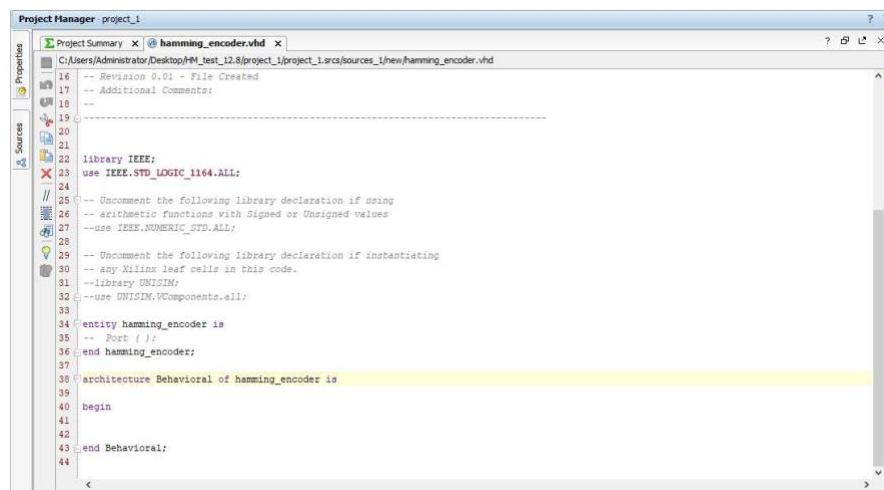 Project Manager - project_1
?
Project Summary x hamming_encoder.vhd x
?
C:/Users/Administrator/Desktop/HM_test_12.8/project_1/project_1.srcs/sources_1/new/hamming_encoder.vhd
Properties
Sources
16 -- Revision 0.01 - File Created
17 -- Additional Comments:
18 --
19 ----------------------------------------------------------------------------------
20
21
22 library IEEE;
23 use IEEE.STD_LOGIC_1164.ALL;
24
25 -- Uncomment the following library declaration if using
26 -- arithmetic functions with Signed or Unsigned values
27 --use IEEE.NUMERIC_STD.ALL;
28
29 -- Uncomment the following library declaration if instantiating
30 -- any Xilinx leaf cells in this code.
31 --library UNISIM;
32 --use UNISIM.VComponents.all;
33
34 entity hamming_encoder is
35 -- Port ( );
36 end hamming_encoder;
37
38 architecture Behavioral of hamming_encoder is
39
40 begin
41
42
43 end Behavioral;
44